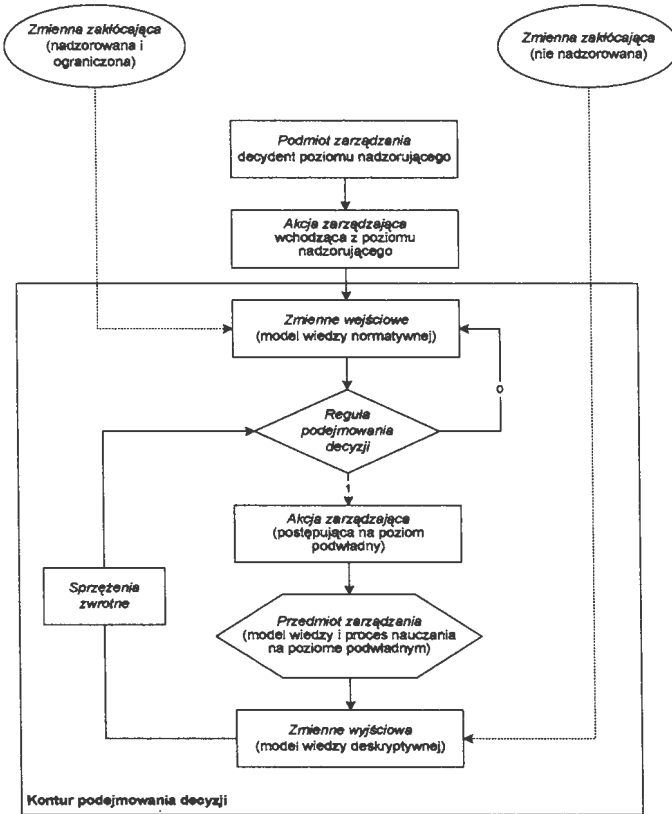 Zmienna zakłócająca
(nadzorowana i
ograniczona)
Zmienna zakłócająca
(nie nadzorowana)
Podmiot zarządzania
decydent poziomu nadzorującego
Akcja zarządzająca
wchodząca z poziomu
nadzorującego
Zmienne wejściowe
(model wiedzy normatywnej)
0
Reguła
podejmowania
decyzji
1
Akcja zarządzająca
(postępująca na poziom
podwładny)
Sprzężenia
zwrotne
Przedmiot zarządzania
(model wiedzy i proces nauczania
na poziome podwładnym)
Zmienne wyjściowa
(model wiedzy deskryptywnej)
Kontur podejmowania decyzji